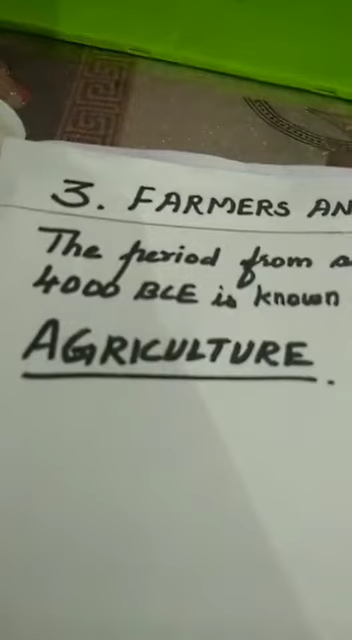 3. FARMERS AN
The period from a
4000 BCE is known
AGRICULTURE.